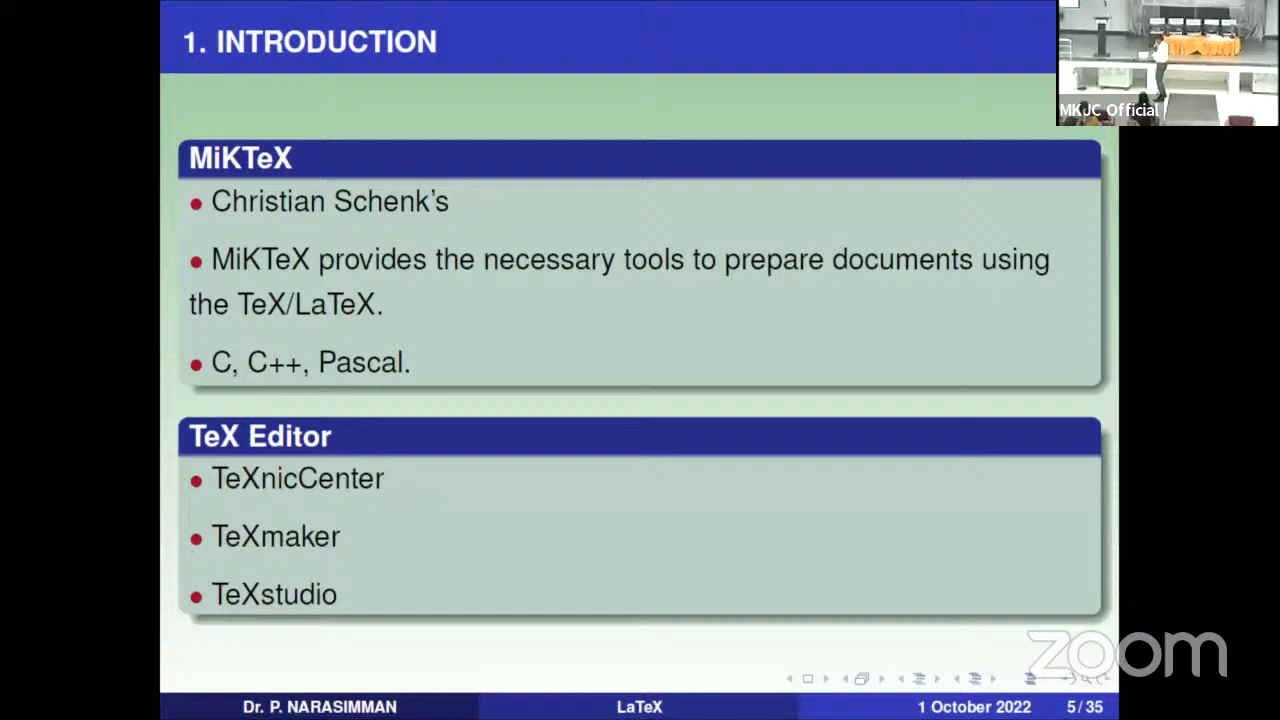 1. INTRODUCTION
MKJC Official
MiKTeX
• Christian Schenk's
• MiKTeX provides the necessary tools to prepare documents using
the TeX/LaTeX.
• C, C++, Pascal.
TeX Editor
• TeXnicCenter
• TeXmaker
• TeXstudio
zoom
Dr. P. NARASIMMAN LaTeX 1 October 2022 5 / 35